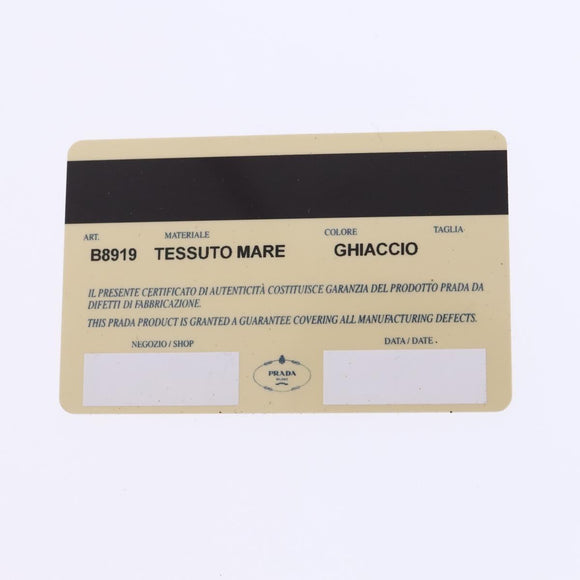 ART. MATERIALE COLORE TAGLIA
B8919 TESSUTO MARE GHIACCIO
IL PRESENTE CERTIFICATO DI AUTENTICITÀ COSTITUISCE GARANZIA DEL PRODOTTO PRADA DA
DIFETTI DI FABBRICAZIONE.
THIS PRADA PRODUCT IS GRANTED A GUARANTEE COVERING ALL MANUFACTURING DEFECTS.
NEGOZIO / SHOP DATA / DATE
PRADA
MILANO